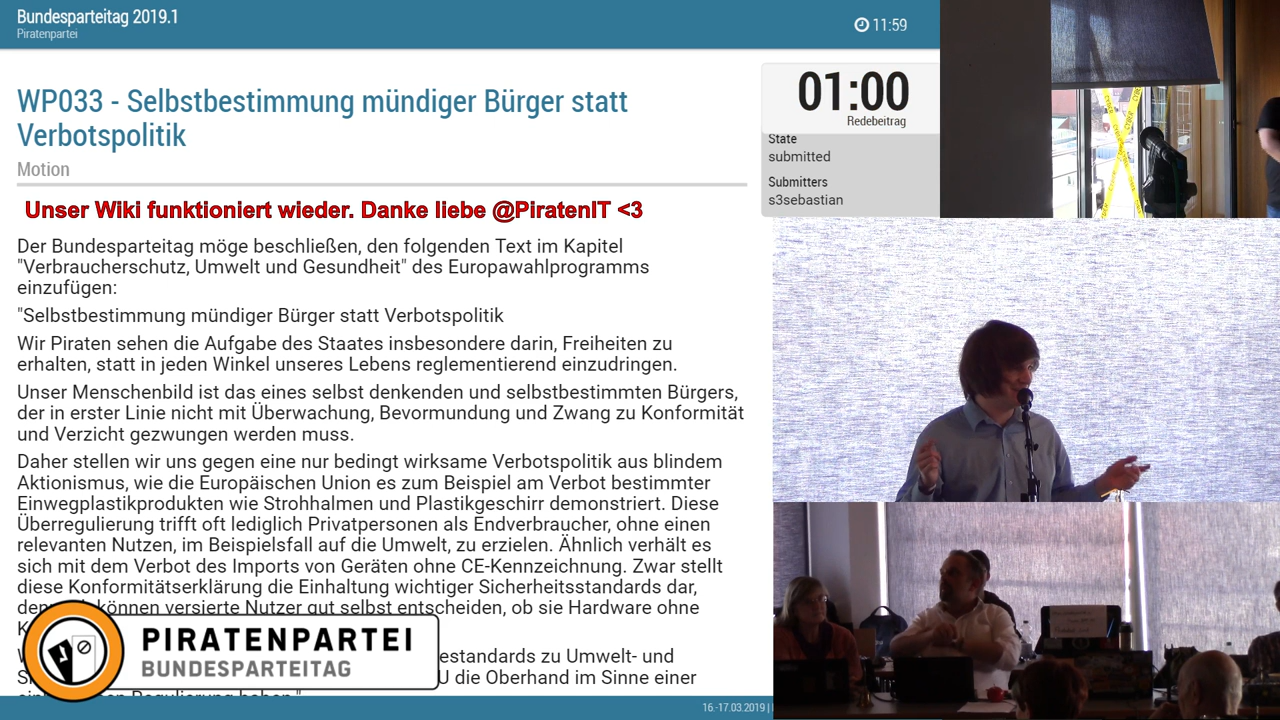 Bundesparteitag 2019.1
Piratenpartei
11:59
WP033 - Selbstbestimmung mündiger Bürger statt
Verbotspolitik
Motion
01:00
Redebeitrag
State
submitted
Submitters
s3sebastian
Unser Wiki funktioniert wieder. Danke liebe @PiratenIT <3
Der Bundesparteitag möge beschließen, den folgenden Text im Kapitel
"Verbraucherschutz, Umwelt und Gesundheit" des Europawahlprogramms
einzufügen:
"Selbstbestimmung mündiger Bürger statt Verbotspolitik
Wir Piraten sehen die Aufgabe des Staates insbesondere darin, Freiheiten zu
erhalten, statt in jeden Winkel unseres Lebens reglementierend einzudringen.
Unser Menschenbild ist das eines selbst denkenden und selbstbestimmten Bürgers,
der in erster Linie nicht mit Überwachung, Bevormundung und Zwang zu Konformität
und Verzicht gezwungen werden muss.
Daher stellen wir uns gegen eine nur bedingt wirksame Verbotspolitik aus blindem
Aktionismus, wie die Europäischen Union es zum Beispiel am Verbot bestimmter
Einwegplastikprodukten wie Strohhalmen und Plastikgeschirr demonstriert. Diese
Überregulierung trifft oft lediglich Privatpersonen als Endverbraucher, ohne einen
relevanten Nutzen, im Beispielsfall auf die Umwelt, zu erzielen. Ähnlich verhält es
sich mit dem Verbot des Imports von Geräten ohne CE-Kennzeichnung. Zwar stellt
diese Konformitätserklärung die Einhaltung wichtiger Sicherheitsstandards dar,
können versierte Nutzer gut selbst entscheiden, ob sie Hardware ohne
estandards zu Umwelt- und
U die Oberhand im Sinne einer
Regulierung haben."
PIRATENPARTEI
BUNDESPARTEITAG
16.-17.03.2019 |